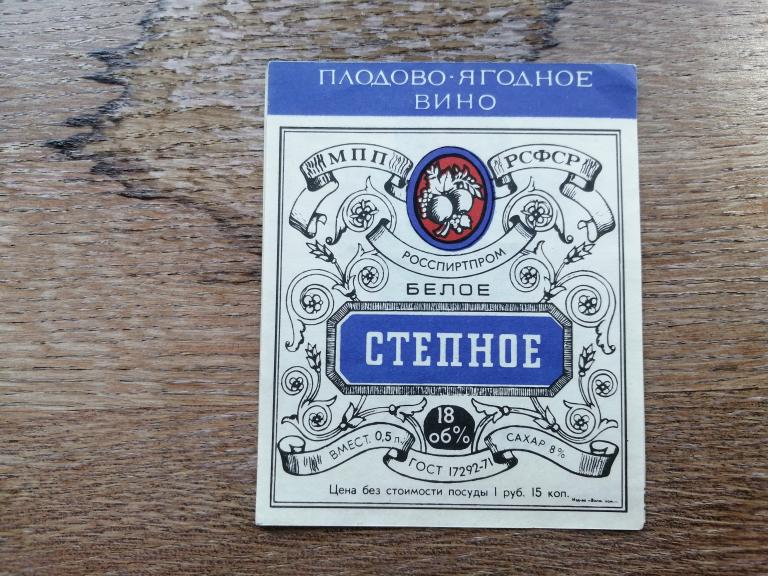 ПЛОДОВО-ЯГОДНОЕ
ВИНО
МПП РСФСР
РОССПИРТПРОМ
БЕЛОЕ
СТЕПНОЕ
18
об%
ВМЕСТ. 0,5 л.
САХАР 8%
ГОСТ 17292-71
Цена без стоимости посуды 1 руб. 15 коп.